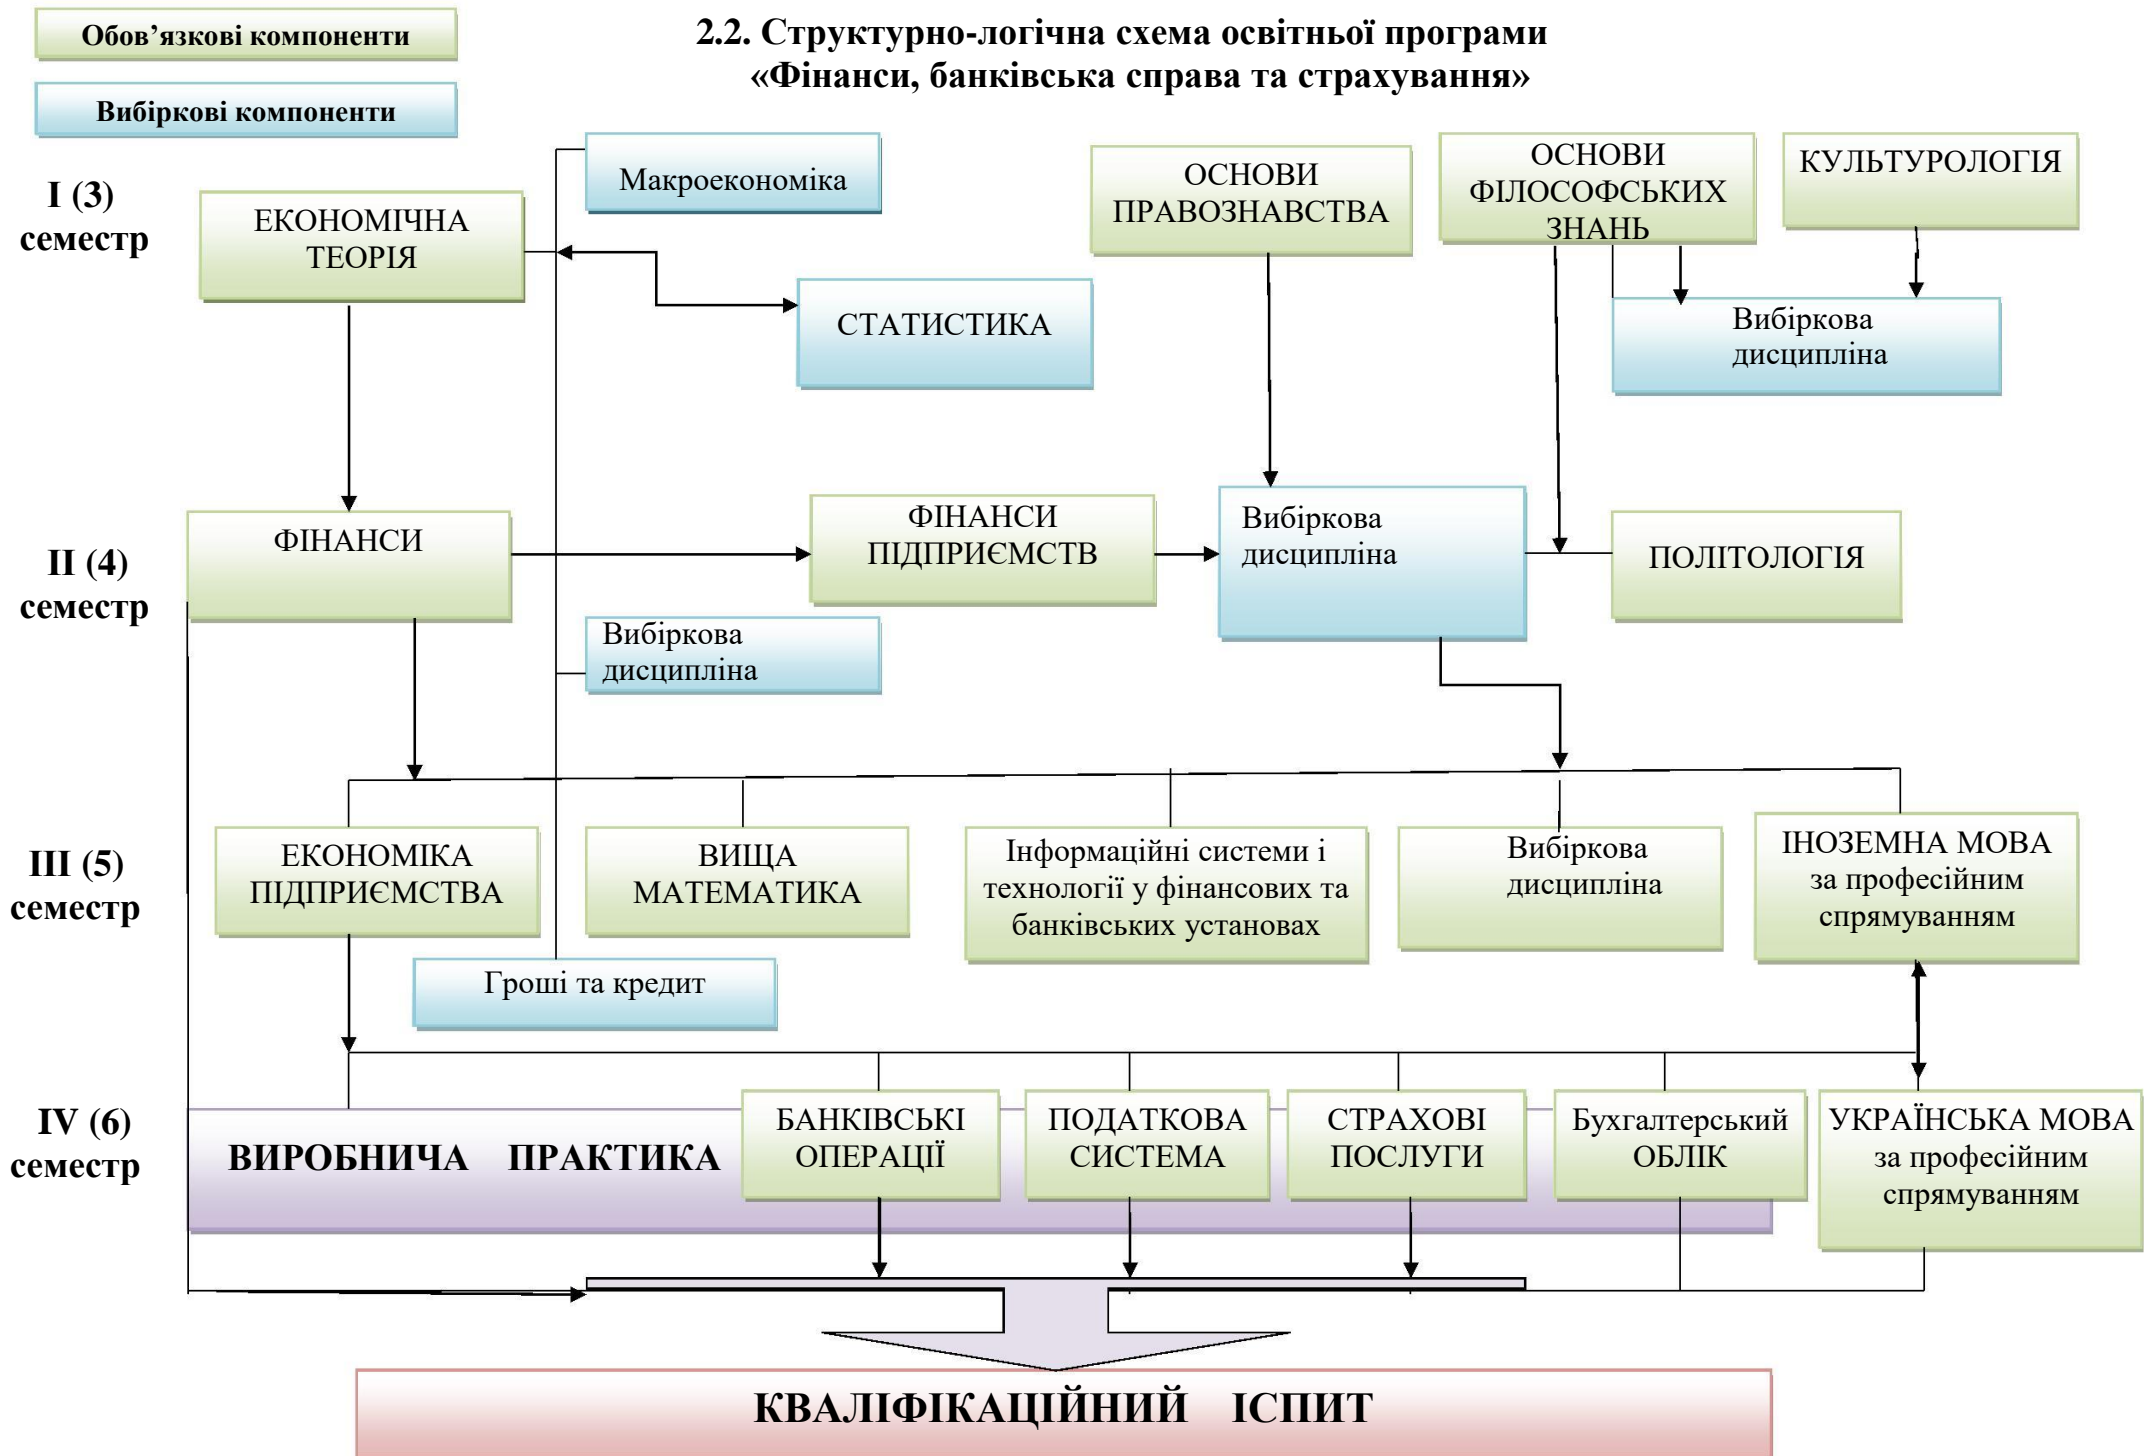 Обов’язкові компоненти
Вибіркові компоненти
2.2. Структурно-логічна схема освітньої програми
«Фінанси, банківська справа та страхування»
I (3)
семестр
ЕКОНОМІЧНА
ТЕОРІЯ
Макроекономіка
СТАТИСТИКА
ОСНОВИ
ПРАВОЗНАВСТВА
ОСНОВИ
ФІЛОСОФСЬКИХ
ЗНАНЬ
КУЛЬТУРОЛОГІЯ
Вибіркова
дисципліна
II (4)
семестр
ФІНАНСИ
ФІНАНСИ
ПІДПРИЄМСТВ
Вибіркова
дисципліна
ПОЛІТОЛОГІЯ
Вибіркова
дисципліна
III (5)
семестр
ЕКОНОМІКА
ПІДПРИЄМСТВА
ВИЩА
МАТЕМАТИКА
Інформаційні системи і
технології у фінансових та
банківських установах
Вибіркова
дисципліна
ІНОЗЕМНА МОВА
за професійним
спрямуванням
Гроші та кредит
IV (6)
семестр
ВИРОБНИЧА ПРАКТИКА
БАНКІВСЬКІ
ОПЕРАЦІЇ
ПОДАТКОВА
СИСТЕМА
СТРАХОВІ
ПОСЛУГИ
Бухгалтерський
ОБЛІК
УКРАЇНСЬКА МОВА
за професійним
спрямуванням
КВАЛІФІКАЦІЙНИЙ ІСПИТ